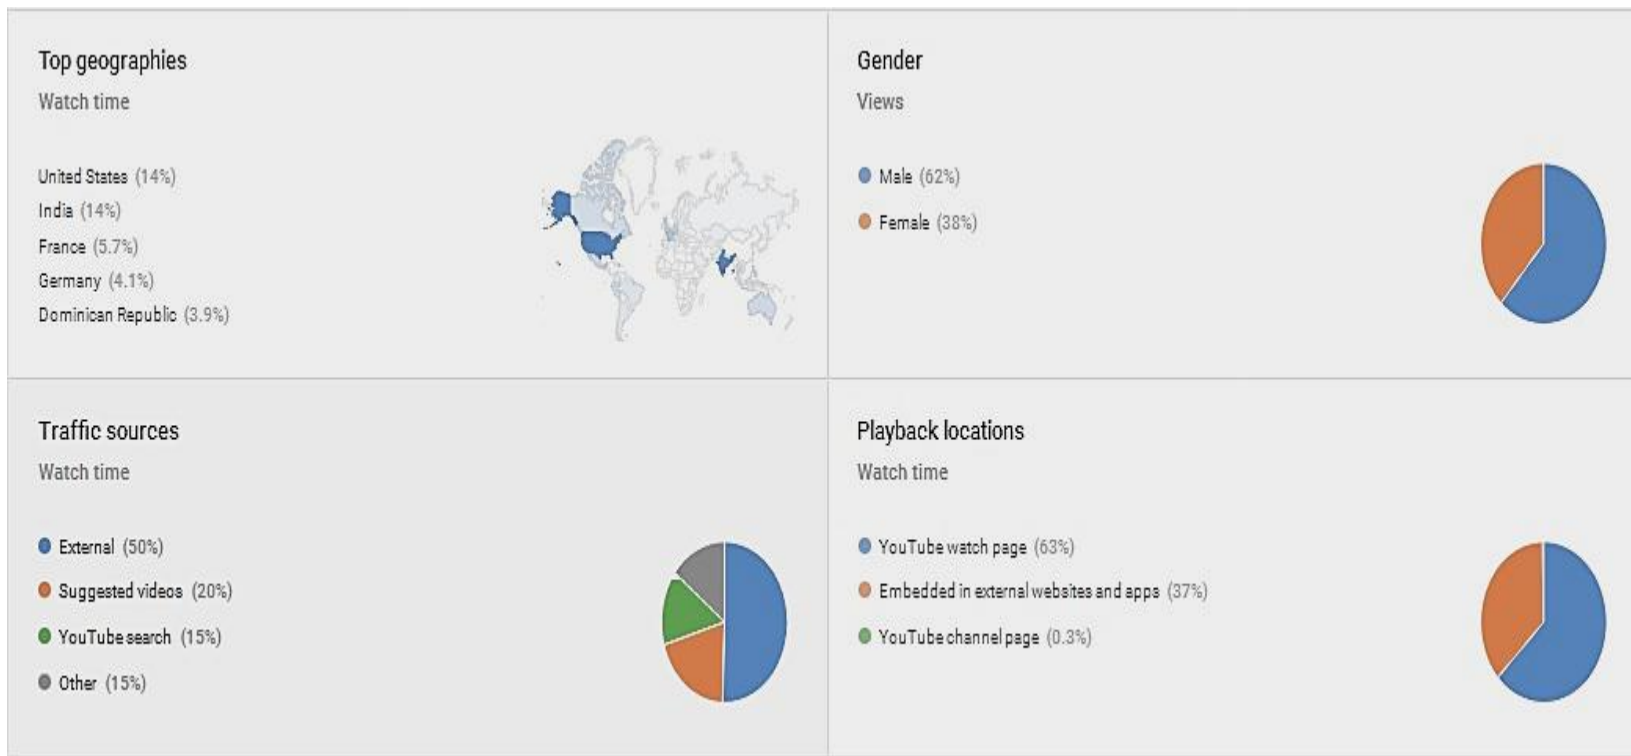 Top geographies
Watch time
United States (14%)
India (14%)
France (5.7%)
Germany (4.1%)
Dominican Republic (3.9%)
Gender
Views
Male (62%)
Female (38%)
Traffic sources
Watch time
External (50%)
Suggested videos (20%)
YouTube search (15%)
Other (15%)
Playback locations
Watch time
YouTube watch page (63%)
Embedded in external websites and apps (37%)
YouTube channel page (0.3%)